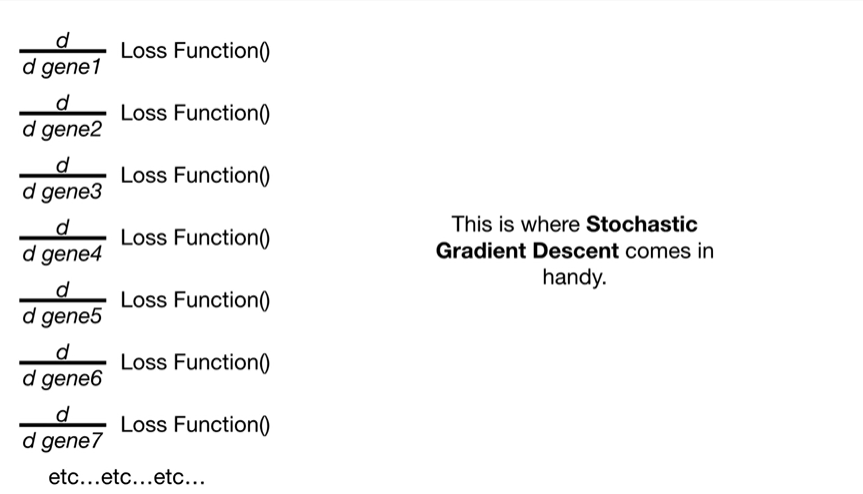 d
d gene1 Loss Function()
d
d gene2 Loss Function()
d
d gene3 Loss Function()
d
d gene4 Loss Function()
d
d gene5 Loss Function()
d
d gene6 Loss Function()
d
d gene7 Loss Function()
etc...etc...etc...
This is where Stochastic
Gradient Descent comes in
handy.